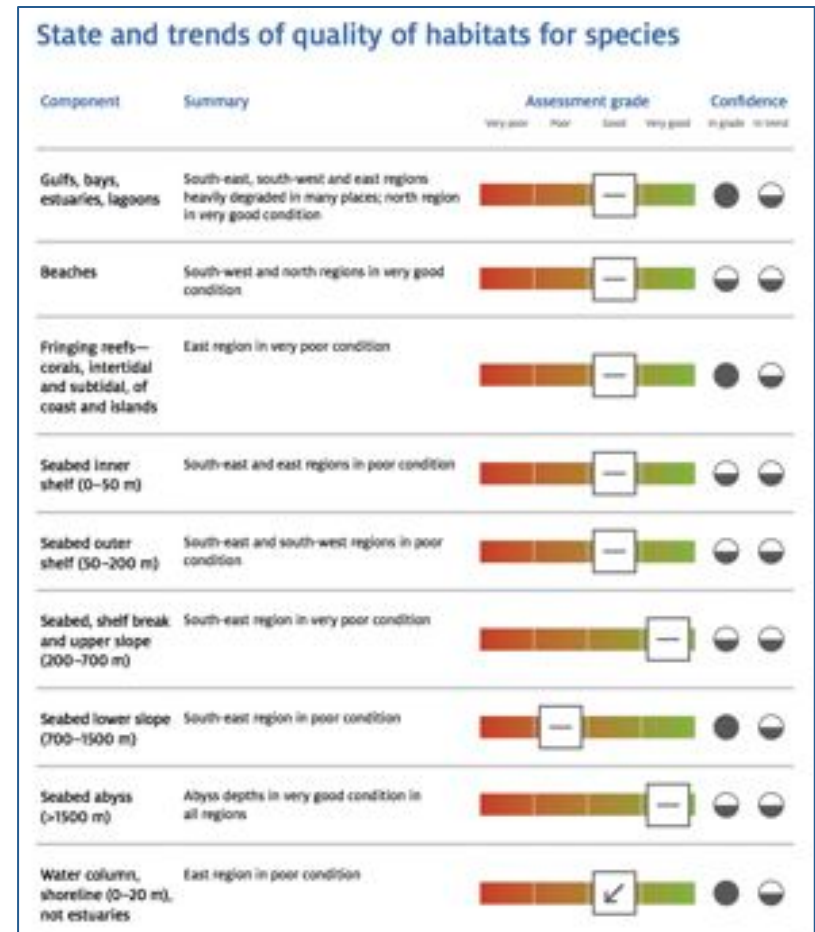 State and trends of quality of habitats for species
Component Summary Assessment grade Confidence
Very poor Poor Good Very good In grade In trend
Gulfs, bays,
estuaries, lagoons
South-east, south-west and east regions
heavily degraded in many places; north region
in very good condition
Beaches
South-west and north regions in very good
condition
Fringing reefs—
corals, intertidal
and subtidal, of
coast and islands
East region in very poor condition
Seabed inner
shelf (0–50 m)
South-east and east regions in poor condition
Seabed outer
shelf (50–200 m)
South-east and south-west regions in poor
condition
Seabed, shelf break
and upper slope
(200–700 m)
South-east region in very poor condition
Seabed lower slope
(700–1500 m)
South-east region in poor condition
Seabed abyss
(>1500 m)
Abyss depths in very good condition in
all regions
Water column,
shoreline (0–20 m),
not estuaries
East region in poor condition